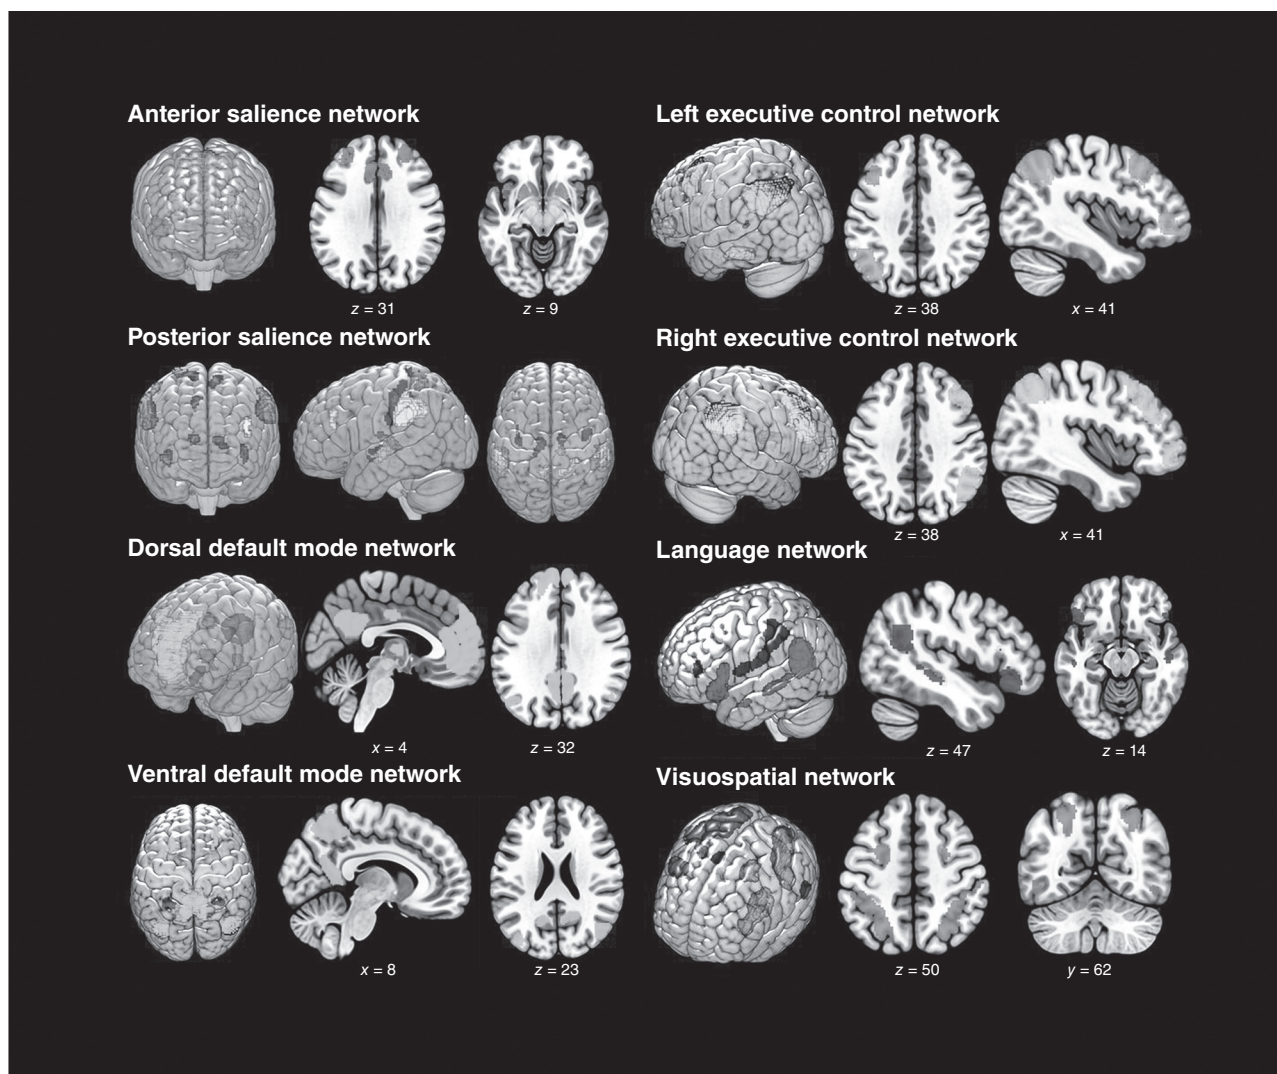 Anterior salience network
z = 31
z = 9
Posterior salience network
Dorsal default mode network
x = 4
z = 32
Ventral default mode network
x = 8
z = 23
Left executive control network
z = 38
x = 41
Right executive control network
z = 38
x = 41
Language network
z = 47
z = 14
Visuospatial network
z = 50
y = 62